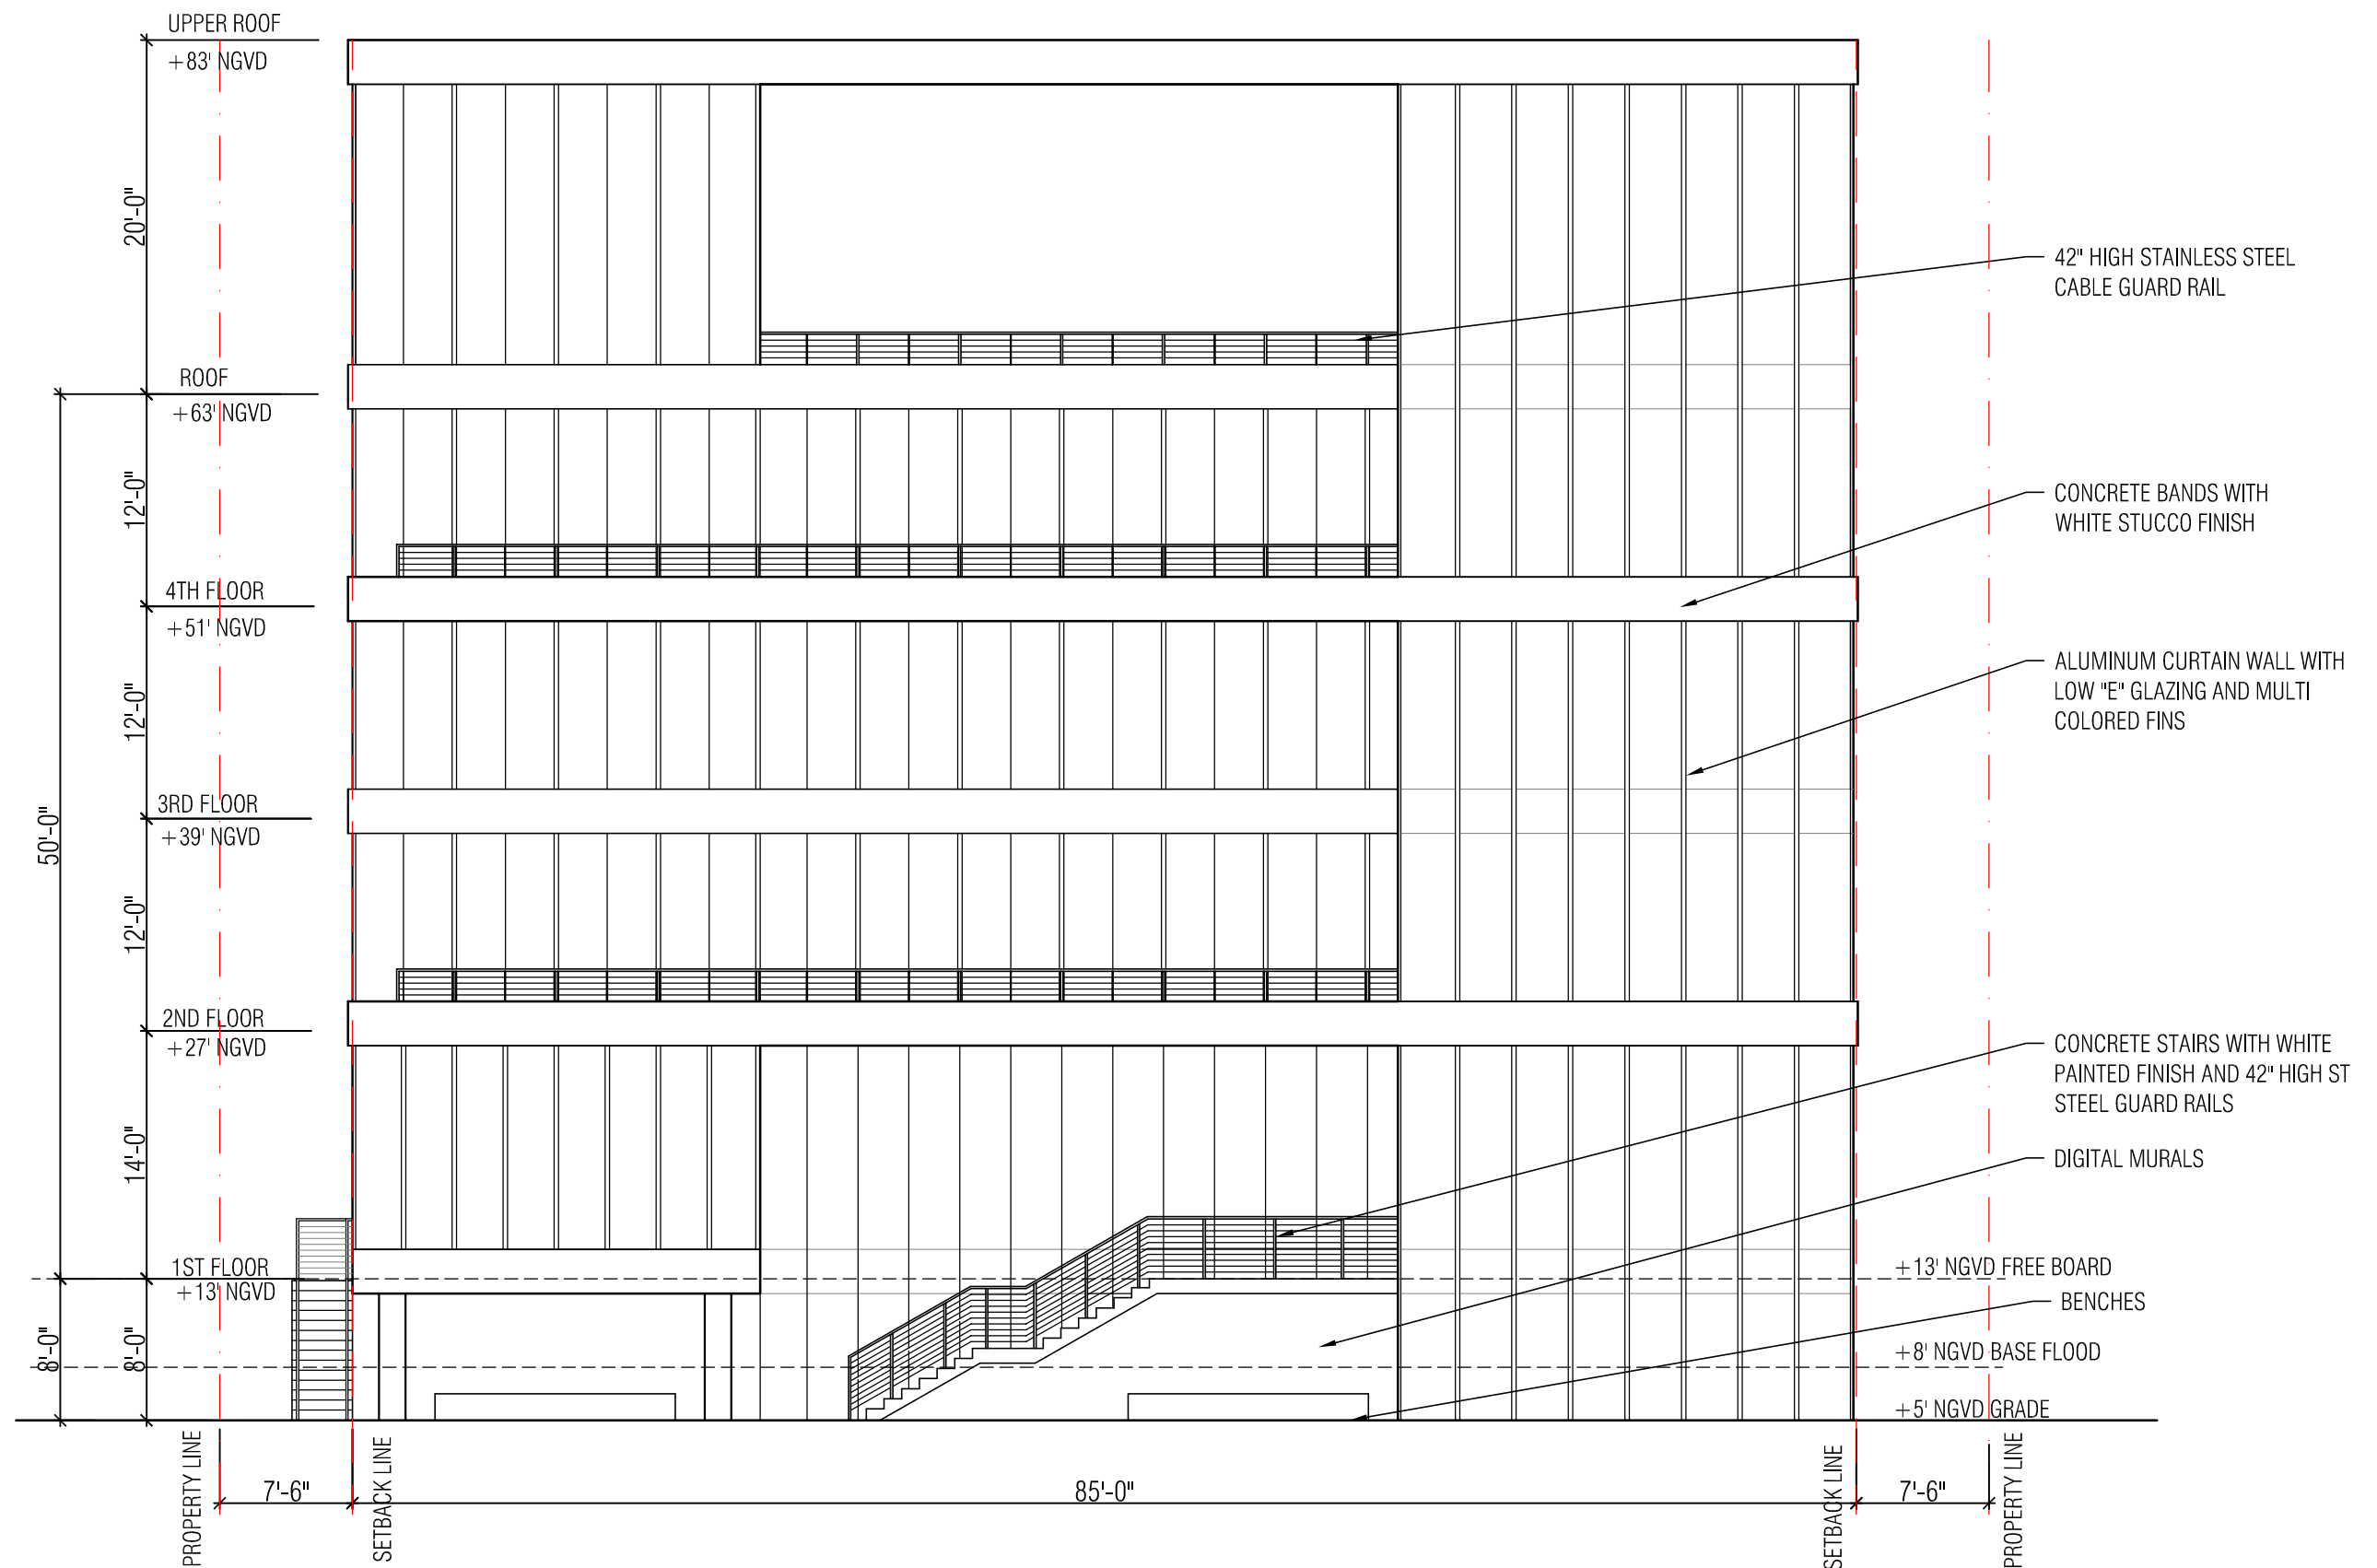 UPPER ROOF
+83' NGVD
20'-0"
42" HIGH STAINLESS STEEL
CABLE GUARD RAIL
ROOF
+63' NGVD
12'-0"
CONCRETE BANDS WITH
WHITE STUCCO FINISH
4TH FLOOR
+51' NGVD
12'-0"
ALUMINUM CURTAIN WALL WITH
LOW "E" GLAZING AND MULTI
COLORED FINS
3RD FLOOR
+39' NGVD
50'-0"
12'-0"
2ND FLOOR
+27' NGVD
CONCRETE STAIRS WITH WHITE
PAINTED FINISH AND 42" HIGH ST
STEEL GUARD RAILS
14'-0"
DIGITAL MURALS
1ST FLOOR
+13' NGVD
+13' NGVD FREE BOARD
BENCHES
8'-0"
8'-0"
+8' NGVD BASE FLOOD
+5' NGVD GRADE
PROPERTY LINE
7'-6"
SETBACK LINE
85'-0"
SETBACK LINE
7'-6"
PROPERTY LINE